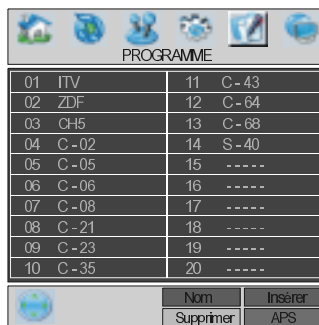 PROGRAMME
01 ITV 11 C - 43
02 ZDF 12 C - 64
03 CH5 13 C - 68
04 C - 02 14 S - 40
05 C - 05 15 - - - - -
06 C - 06 16 - - - - -
07 C - 08 17 - - - - -
08 C - 21 18 - - - - -
09 C - 23 19 - - - - -
10 C - 35 20 - - - - -
Nom Insérer
Supprimer APS